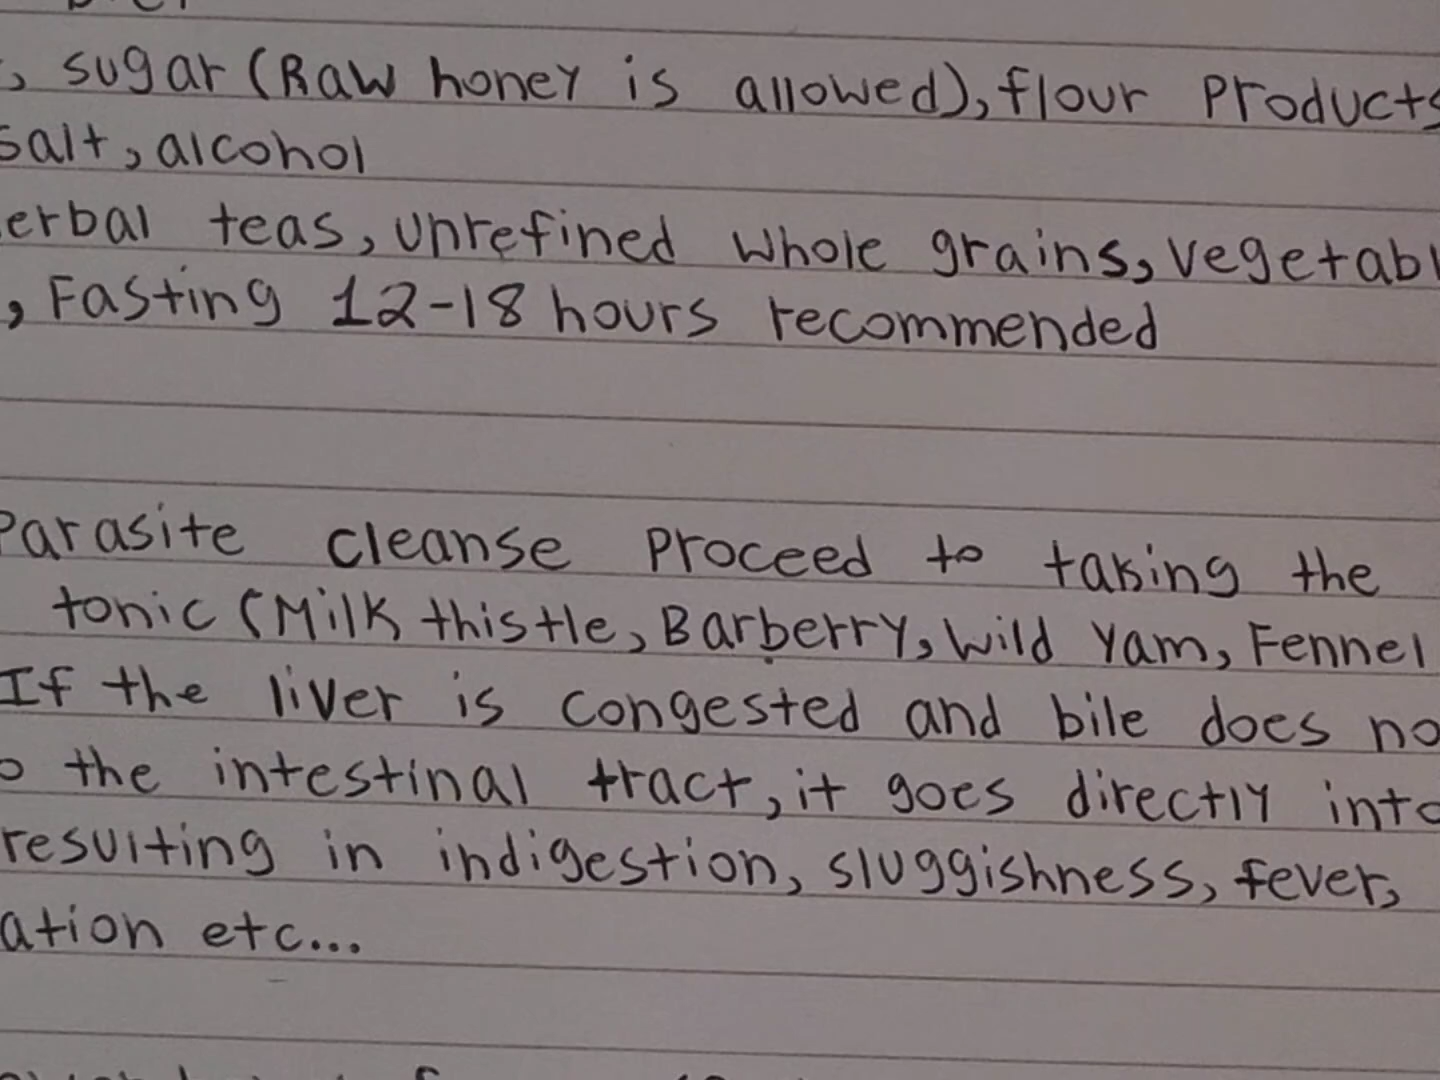 , sugar (Raw honey is allowed), flour Products
salt, alcohol
erbal teas, unrefined whole grains, vegetabl
, Fasting 12-18 hours recommended
Parasite cleanse Proceed to taking the
tonic (Milk thistle, Barberry, Wild Yam, Fennel
If the liver is congested and bile does no
o the intestinal tract, it goes directly into
resulting in indigestion, sluggishness, fever,
ation etc...